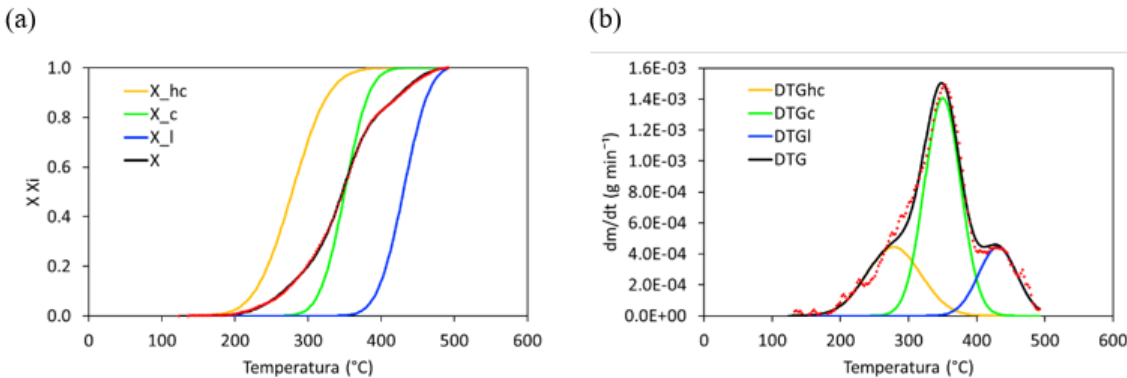 (a)
1.0
0.8
0.6
0.4
0.2
0.0
X Xi
X_hc
X_c
X_l
X
0 100 200 300 400 500 600
Temperatura (°C)
(b)
1.6E-03
1.4E-03
1.2E-03
1.0E-03
8.0E-04
6.0E-04
4.0E-04
2.0E-04
0.0E+00
dm/dt (g min⁻¹)
DTGhc
DTGc
DTGl
DTG
0 100 200 300 400 500 600
Temperatura (°C)